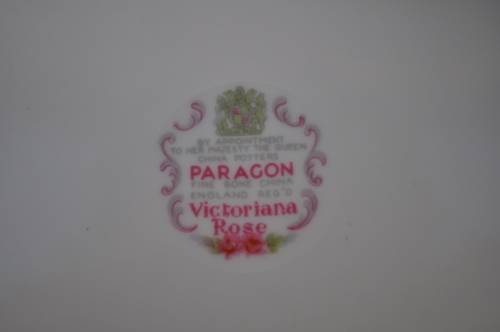 BY APPOINTMENT
TO HER MAJESTY THE QUEEN
CHINA POTTERS
PARAGON
FINE BONE CHINA
ENGLAND REG'D
Victoriana
Rose